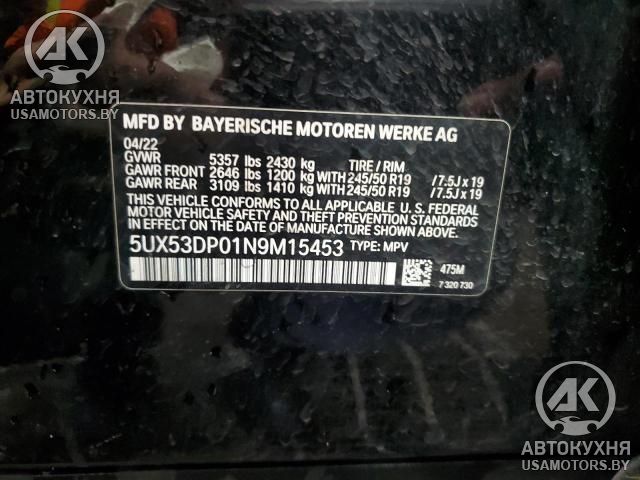 АК
АВТОКУХНЯ
USAMOTORS.BY
MFD BY BAYERISCHE MOTOREN WERKE AG
04/22
GVWR 5357 lbs 2430 kg TIRE / RIM
GAWR FRONT 2646 lbs 1200 kg WITH 245/50 R19 /7.5J x 19
GAWR REAR 3109 lbs 1410 kg WITH 245/50 R19 /7.5J x 19
THIS VEHICLE CONFORMS TO ALL APPLICABLE U. S. FEDERAL
MOTOR VEHICLE SAFETY AND THEFT PREVENTION STANDARDS
IN EFFECT ON THE DATE OF MANUFACTURE SHOWN ABOVE.
5UX53DP01N9M15453 TYPE: MPV
475M
7 320 730
АК
АВТОКУХНЯ
USAMOTORS.BY